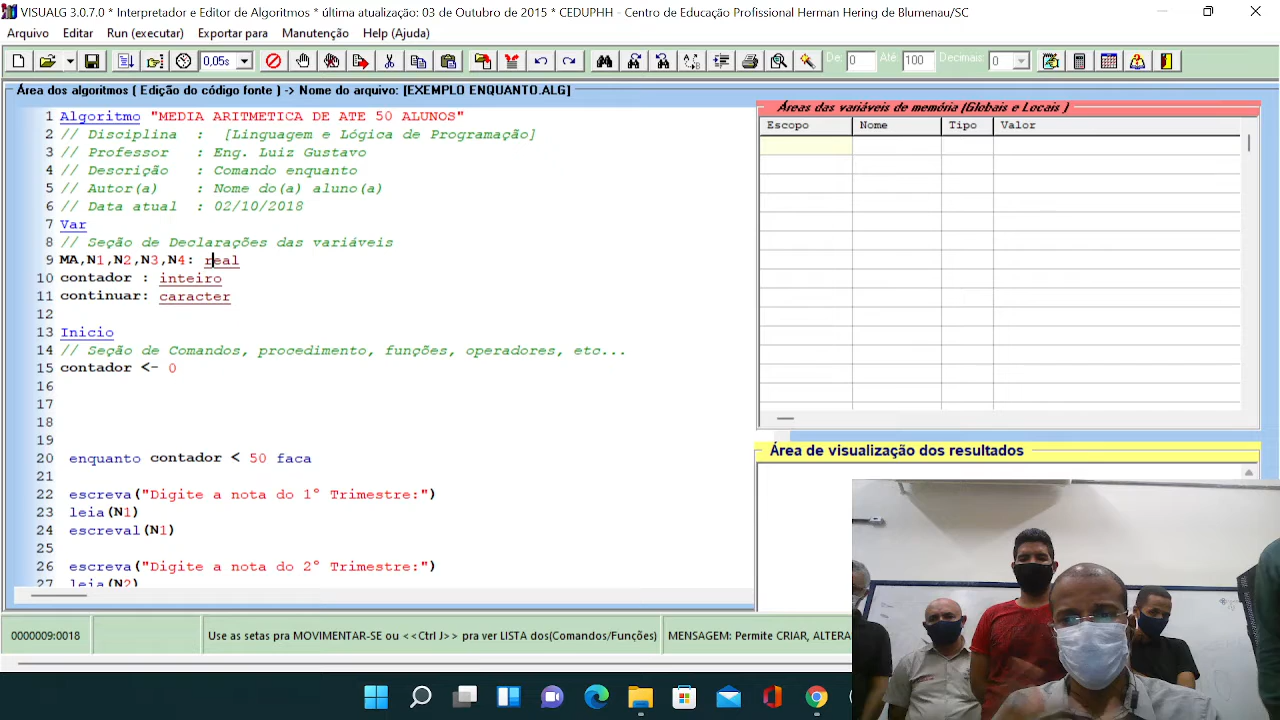 VISUALG 3.0.7.0 * Interpretador e Editor de Algoritmos * última atualização: 03 de Outubro de 2015 * CEDUPHH - Centro de Educação Profissional Herman Hering de Blumenau/SC
Arquivo Editar Run (executar) Exportar para Manutenção Help (Ajuda)
0,05s De: 0 Até: 100 Decimais: 0
Área dos algoritmos ( Edição do código fonte ) -> Nome do arquivo: [EXEMPLO ENQUANTO.ALG]
1 Algoritmo "MEDIA ARITMETICA DE ATE 50 ALUNOS"
2 // Disciplina : [Linguagem e Lógica de Programação]
3 // Professor : Eng. Luiz Gustavo
4 // Descrição : Comando enquanto
5 // Autor(a) : Nome do(a) aluno(a)
6 // Data atual : 02/10/2018
7 Var
8 // Seção de Declarações das variáveis
9 MA,N1,N2,N3,N4: real
10 contador : inteiro
11 continuar: caracter
12
13 Inicio
14 // Seção de Comandos, procedimento, funções, operadores, etc...
15 contador <- 0
16
17
18
19
20 enquanto contador < 50 faca
21
22 escreva("Digite a nota do 1° Trimestre:")
23 leia(N1)
24 escreval(N1)
25
26 escreva("Digite a nota do 2° Trimestre:")
27 leia(N2)
Áreas das variáveis de memória (Globais e Locais )
Escopo Nome Tipo Valor
Área de visualização dos resultados
0000009:0018
Use as setas pra MOVIMENTAR-SE ou <<Ctrl J>> pra ver LISTA dos(Comandos/Funções)
MENSAGEM: Permite CRIAR, ALTERA